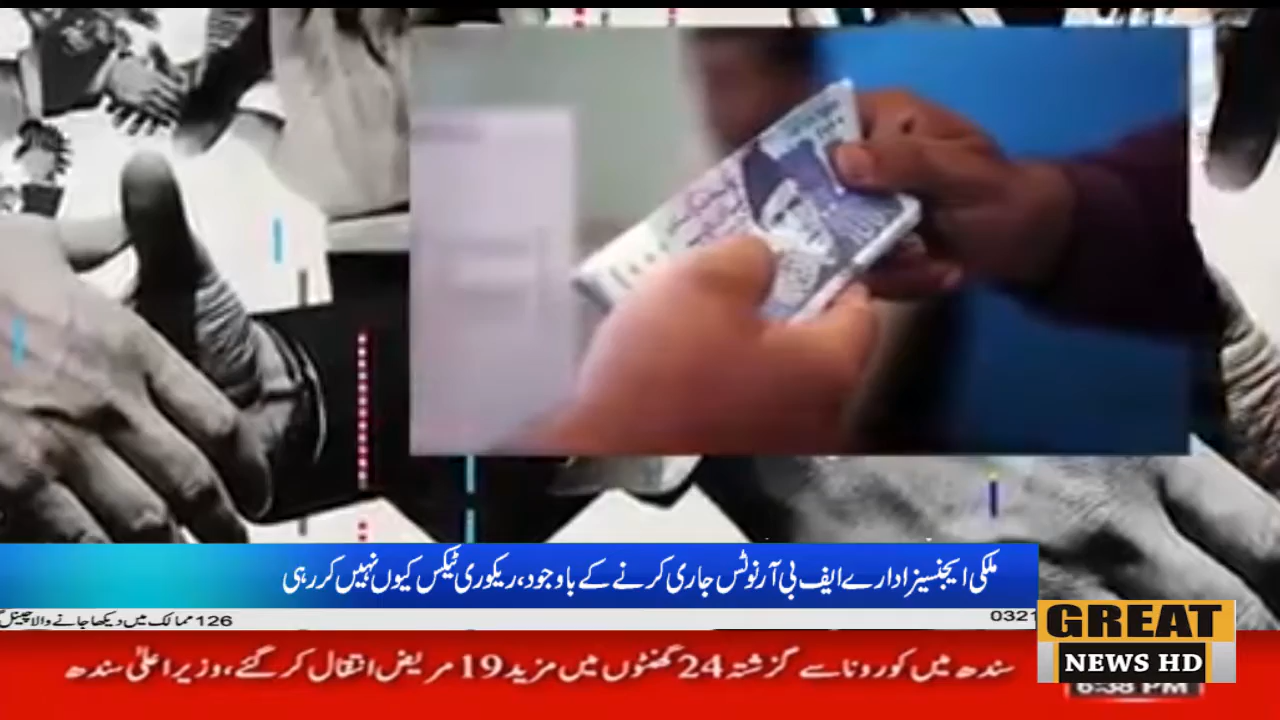 ملکی ایجنسیز ادارے ایف بی آر نوٹس جاری کرنے کے باوجود، ریکوری ٹیکس کیوں نہیں کر رہی
126 ممالک میں دیکھا جانے والا چینل
0321
GREAT
NEWS HD
سندھ میں کورونا سے گزشتہ 24 گھنٹوں میں مزید 19 مریض انتقال کر گئے، وزیر اعلیٰ سندھ
6:38 PM